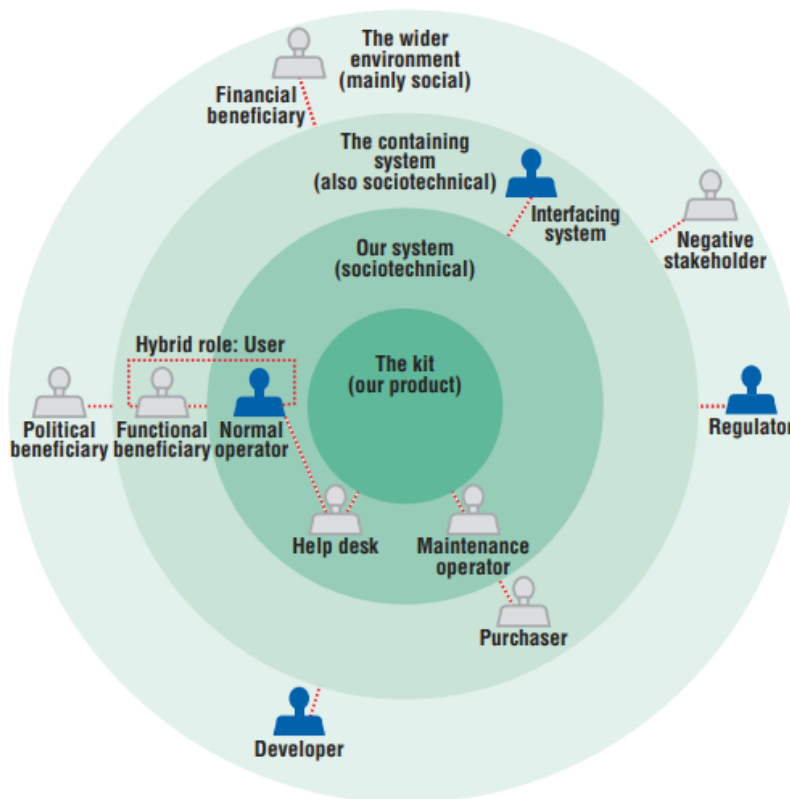 The wider
environment
(mainly social)
Financial
beneficiary
The containing
system
(also sociotechnical)
Interfacing
system
Negative
stakeholder
Our system
(sociotechnical)
Hybrid role: User
The kit
(our product)
Political
beneficiary
Functional
beneficiary
Normal
operator
Regulator
Help desk
Maintenance
operator
Purchaser
Developer